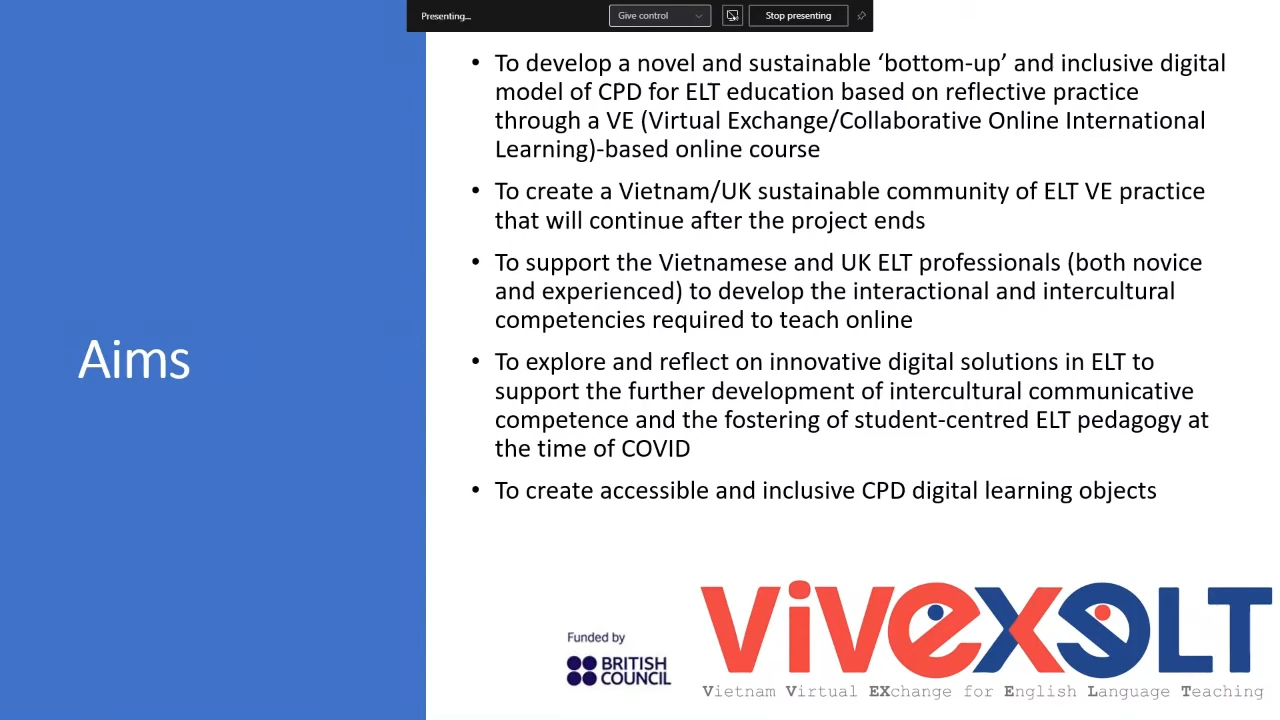 Presenting...
Give control
Stop presenting
Aims
• To develop a novel and sustainable ‘bottom-up’ and inclusive digital
model of CPD for ELT education based on reflective practice
through a VE (Virtual Exchange/Collaborative Online International
Learning)-based online course
• To create a Vietnam/UK sustainable community of ELT VE practice
that will continue after the project ends
• To support the Vietnamese and UK ELT professionals (both novice
and experienced) to develop the interactional and intercultural
competencies required to teach online
• To explore and reflect on innovative digital solutions in ELT to
support the further development of intercultural communicative
competence and the fostering of student-centred ELT pedagogy at
the time of COVID
• To create accessible and inclusive CPD digital learning objects
Funded by
BRITISH
COUNCIL
ViVexeLT
Vietnam Virtual EXchange for English Language Teaching